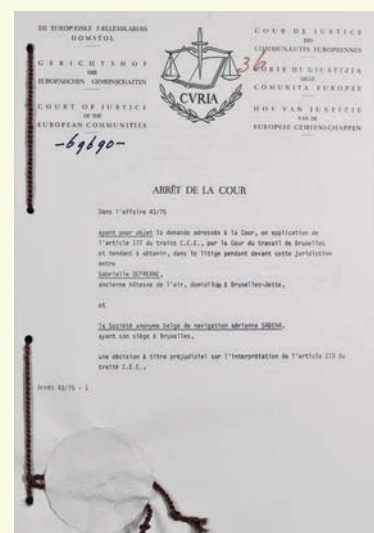 DE EUROPÆISKE FÆLLESSKABERS
DOMSTOL
GERICHTSHOF
DER
EUROPÄISCHEN GEMEINSCHAFTEN
COURT OF JUSTICE
OF THE
EUROPEAN COMMUNITIES
-69690-
CVRIA
36
COUR DE JUSTICE
DES
COMMUNAUTÉS EUROPÉENNES
CORTE DI GIUSTIZIA
DELLE
COMUNITÀ EUROPEE
HOF VAN JUSTITIE
VAN DE
EUROPESE GEMEENSCHAPPEN
ARRÊT DE LA COUR
Dans l'affaire 43/75
ayant pour objet la demande adressée à la Cour, en application de
l'article 177 du traité C.E.E., par la Cour du travail de Bruxelles
et tendant à obtenir, dans le litige pendant devant cette juridiction
entre
Gabrielle DEFRENNE,
ancienne hôtesse de l'air, domiciliée à Bruxelles-Jette,
et
la Société anonyme belge de navigation aérienne SABENA,
ayant son siège à Bruxelles,
une décision à titre préjudiciel sur l'interprétation de l'article 119 du
traité C.E.E.,
Arrêt 43/75 - 1